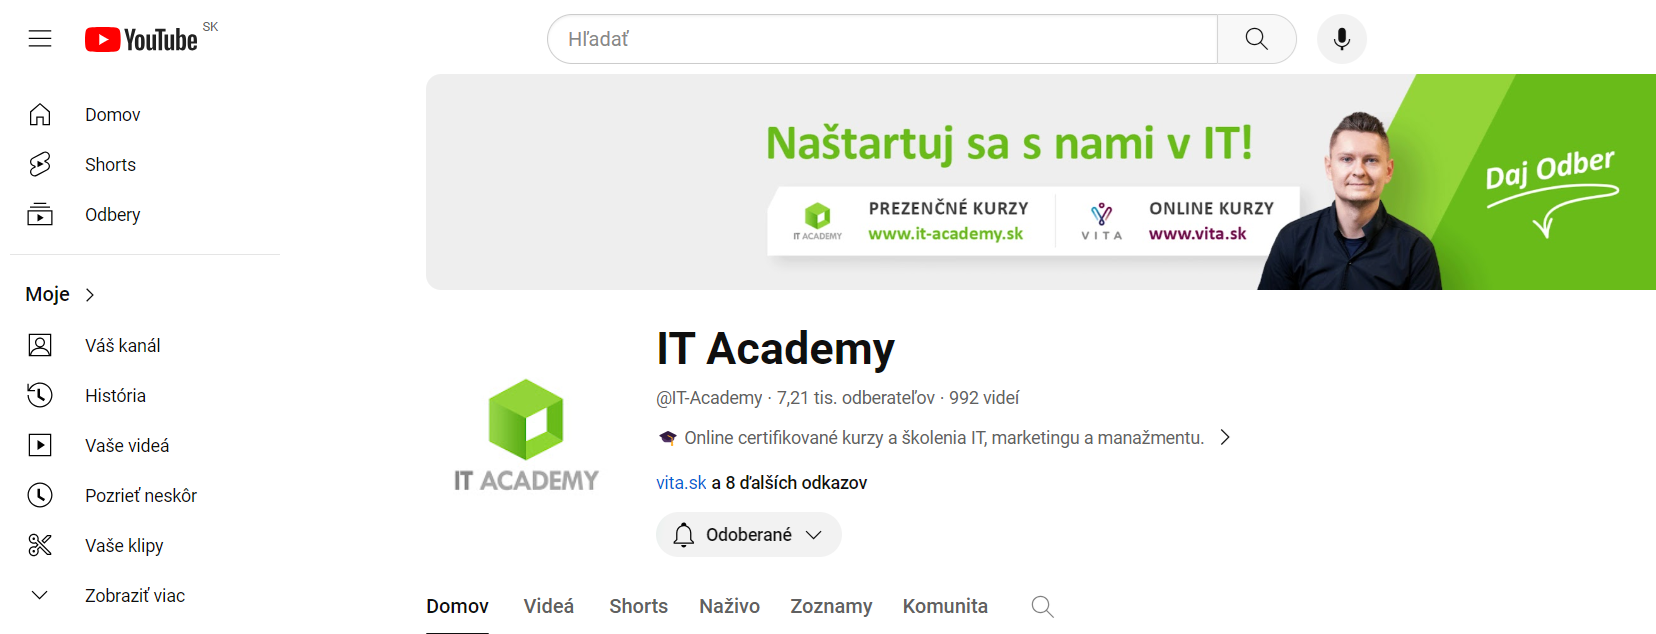 YouTube SK
Hľadať
Domov
Shorts
Odbery
Moje
Váš kanál
História
Vaše videá
Pozrieť neskôr
Vaše klipy
Zobraziť viac
Naštartuj sa s nami v IT!
IT ACADEMY
PREZENČNÉ KURZY
www.it-academy.sk
VITA
ONLINE KURZY
www.vita.sk
Daj Odber
IT ACADEMY
IT Academy
@IT-Academy · 7,21 tis. odberateľov · 992 videí
Online certifikované kurzy a školenia IT, marketingu a manažmentu.
vita.sk a 8 ďalších odkazov
Odoberané
Domov Videá Shorts Naživo Zoznamy Komunita